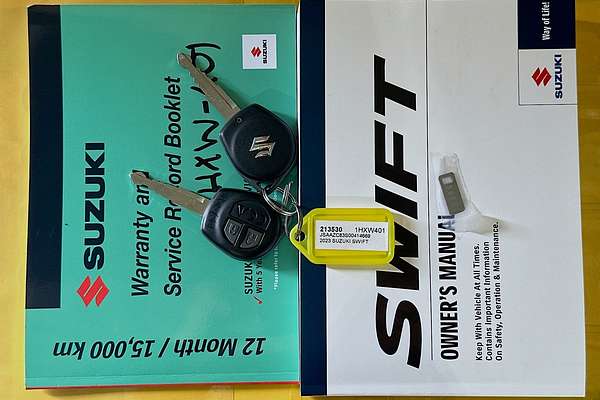 SUZUKI
Warranty and
Service Record Booklet
12 Month / 15,000 km
SUZUKI
With 5
SUZUKI
213530 1HXW401
2023 SUZUKI SWIFT
Way of Life!
SUZUKI
SWIFT
OWNER'S MANUAL
Keep With Vehicle At All Times.
Contains Important Information
On Safety, Operation & Maintenance.